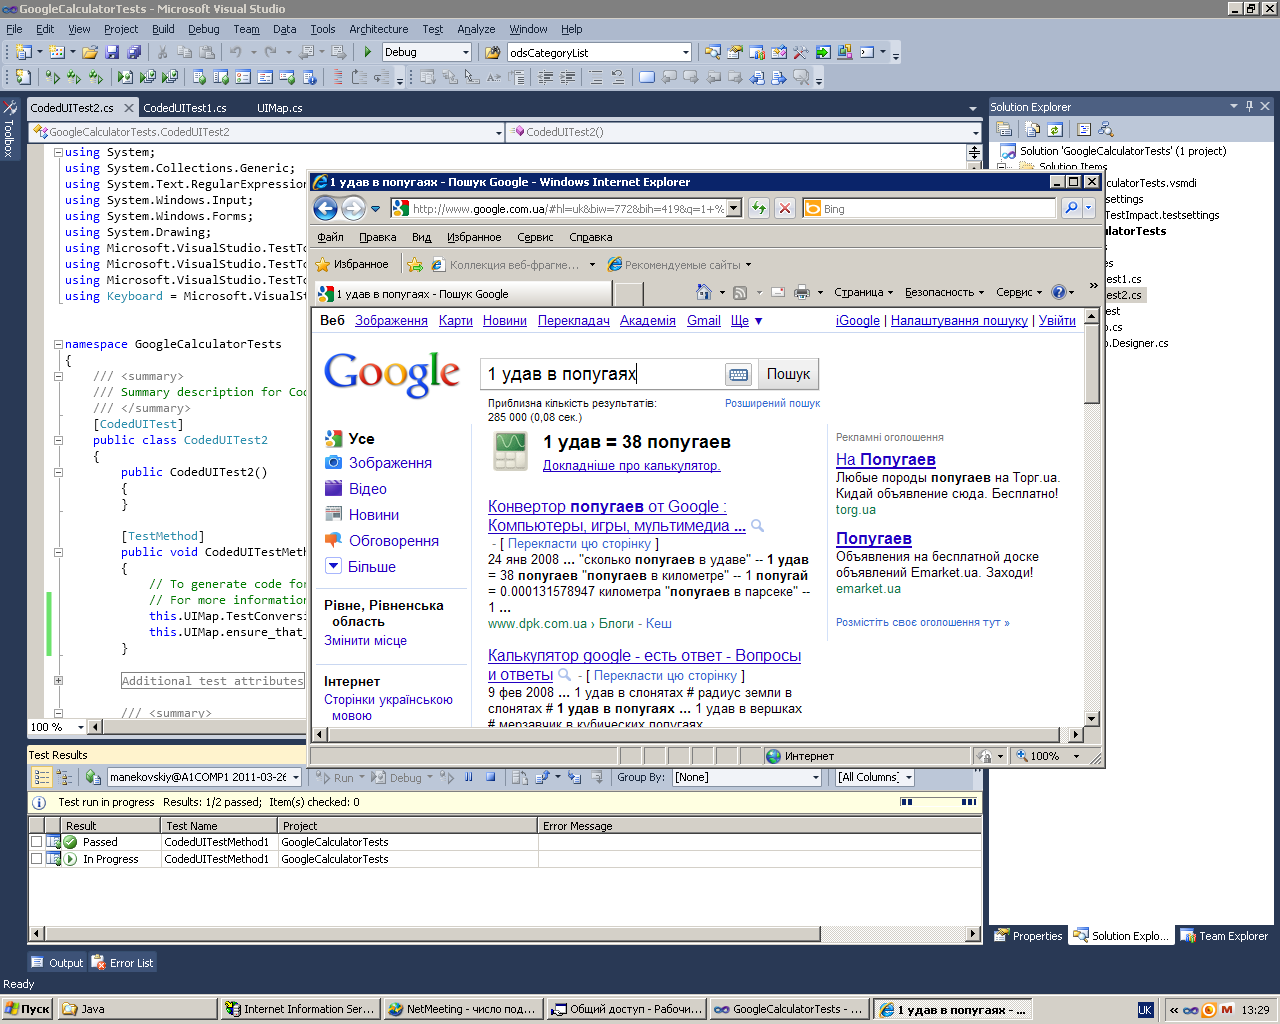 GoogleCalculatorTests - Microsoft Visual Studio
File Edit View Project Build Debug Team Data Tools Architecture Test Analyze Window Help
Debug odsCategoryList
CodedUITest2.cs CodedUITest1.cs UIMap.cs
GoogleCalculatorTests.CodedUITest2 CodedUITest2()
Toolbox
using System;
using System.Collections.Generic;
using System.Text.RegularExpression
using System.Windows.Input;
using System.Windows.Forms;
using System.Drawing;
using Microsoft.VisualStudio.TestTo
using Microsoft.VisualStudio.TestTo
using Microsoft.VisualStudio.TestTo
using Keyboard = Microsoft.VisualSt
namespace GoogleCalculatorTests
{
/// <summary>
/// Summary description for Cod
/// </summary>
[CodedUITest]
public class CodedUITest2
{
public CodedUITest2()
{
}
[TestMethod]
public void CodedUITestMeth
{
// To generate code for
// For more information
this.UIMap.TestConversi
this.UIMap.ensure_that_
}
Additional test attributes
/// <summary>
100 %
Solution Explorer
Solution 'GoogleCalculatorTests' (1 project)
Solution Items
culatorTests.vsmdi
settings
TestImpact.testsettings
ulatorTests
es
est1.cs
est2.cs
est
.cs
.Designer.cs
1 удав в попугаях - Пошук Google - Windows Internet Explorer
http://www.google.com.ua/#hl=uk&biw=772&bih=419&q=1+% Bing
Файл Правка Вид Избранное Сервис Справка
Избранное Коллекция веб-фрагме... Рекомендуемые сайты
1 удав в попугаях - Пошук Google Страница Безопасность Сервис »
Веб Зображення Карти Новини Перекладач Академія Gmail Ще ▼ iGoogle | Налаштування пошуку | Увійти
Google 1 удав в попугаях Пошук
Приблизна кількість результатів:
285 000 (0,08 сек.)
Розширений пошук
Усе
Зображення
Відео
Новини
Обговорення
Більше
Рівне, Рівненська
область
Змінити місце
Інтернет
Сторінки українською
мовою
1 удав = 38 попугаев
Докладніше про калькулятор.
Конвертор попугаев от Google :
Компьютеры, игры, мультимедиа ...
- [ Перекласти цю сторінку ]
24 янв 2008 ... "сколько попугаев в удаве" -- 1 удав
= 38 попугаев "попугаев в километре" -- 1 попугай
= 0.000131578947 километра "попугаев в парсеке" --
1 ...
www.dpk.com.ua › Блоги - Кеш
Калькулятор google - есть ответ - Вопросы
и ответы - [ Перекласти цю сторінку ]
9 фев 2008 ... 1 удав в слонятах # радиус земли в
слонятах # 1 удав в попугаях ... 1 удав в вершках
# мерзавчик в кубических попугаях
Рекламні оголошення
На Попугаев
Любые породы попугаев на Торг.ua.
Кидай объявление сюда. Бесплатно!
torg.ua
Попугаев
Объявления на бесплатной доске
объявлений Emarket.ua. Заходи!
emarket.ua
Розмістіть своє оголошення тут »
Интернет 100%
Test Results
manekovskiy@A1COMP1 2011-03-26 Run Debug Group By: [None] [All Columns]
Test run in progress Results: 1/2 passed; Item(s) checked: 0
Result Test Name Project Error Message
Passed CodedUITestMethod1 GoogleCalculatorTests
In Progress CodedUITestMethod1 GoogleCalculatorTests
Properties Solution Explo... Team Explorer
Output Error List
Ready
Пуск Java Internet Information Ser... NetMeeting - число под... Общий доступ - Рабочи... GoogleCalculatorTests - ... 1 удав в попугаях - ... UK « 13:29